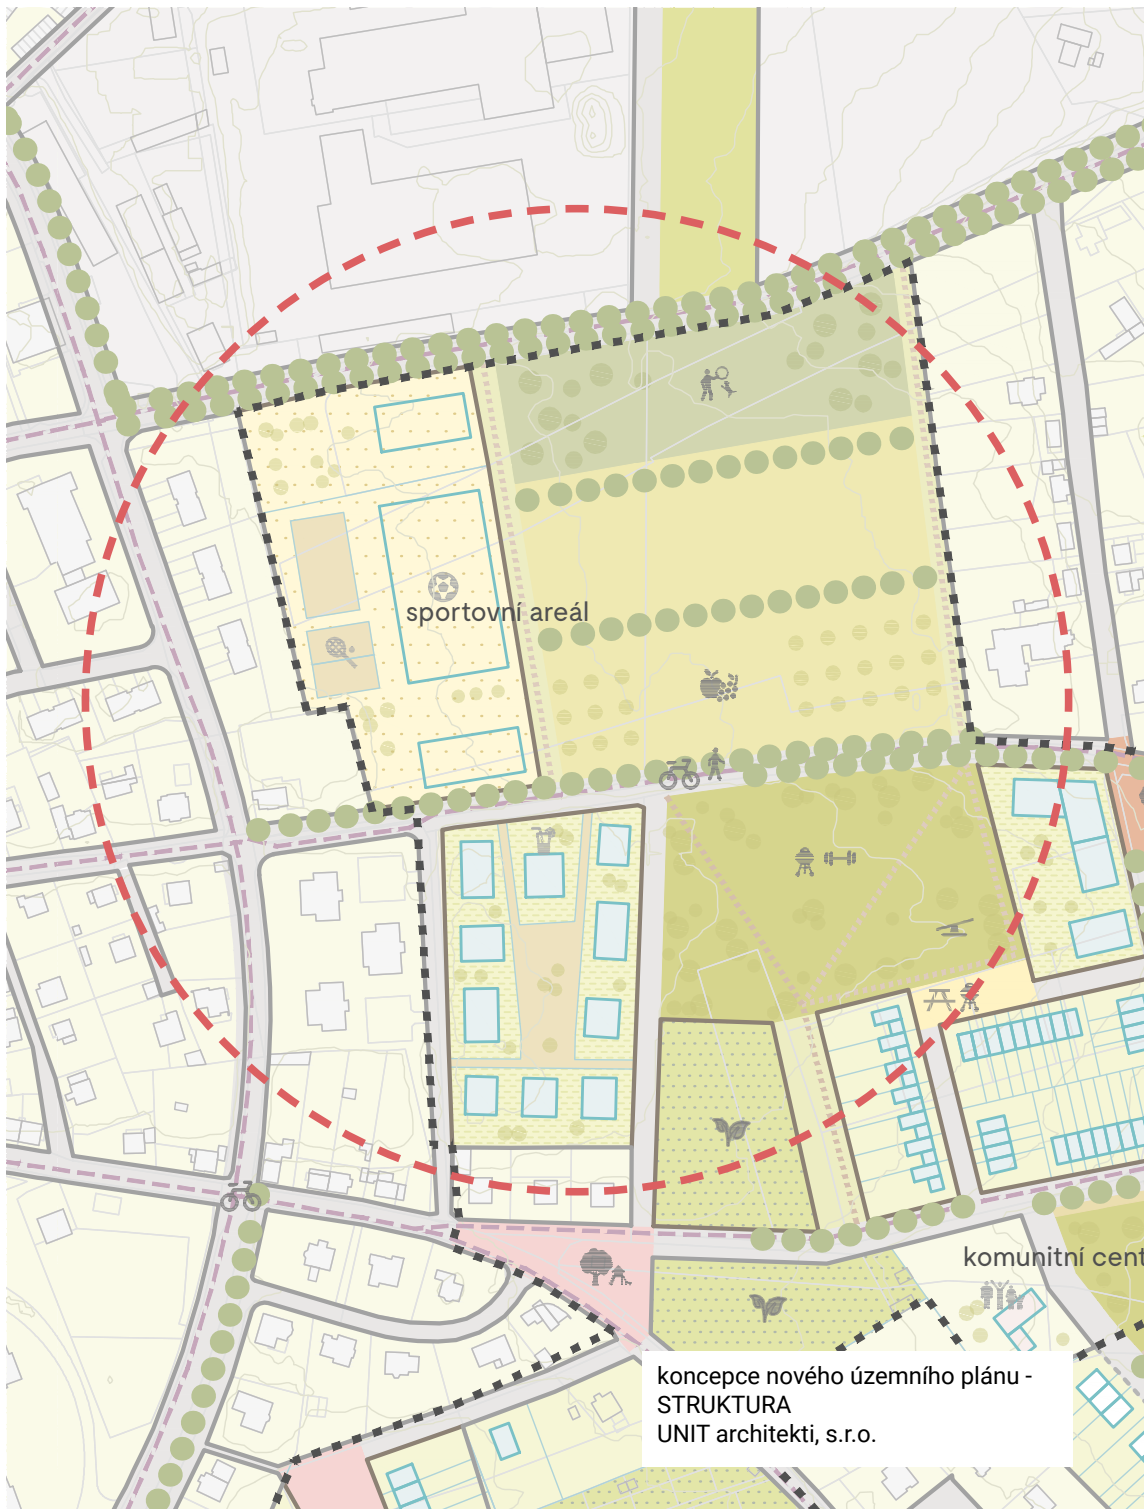 sportovní areál
komunitní cent
koncepce nového územního plánu -
STRUKTURA
UNIT architekti, s.r.o.